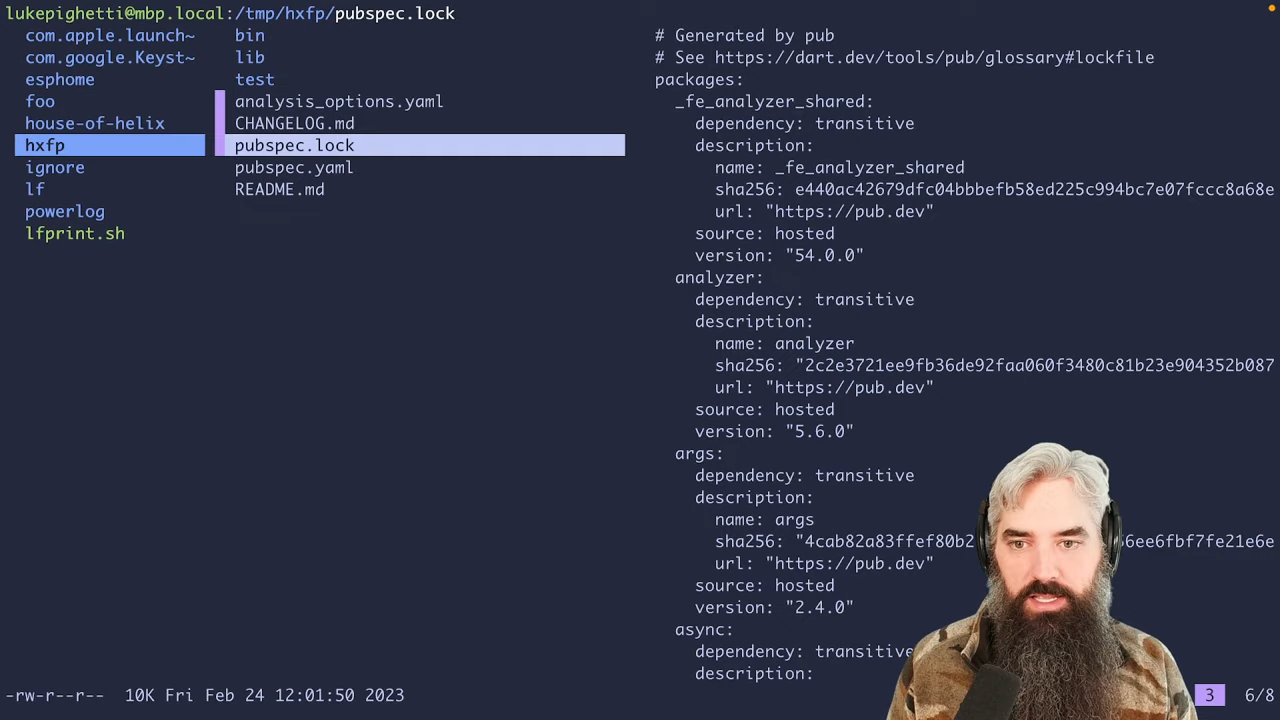 lukepighetti@mbp.local:/tmp/hxfp/pubspec.lock
com.apple.launch~
com.google.Keyst~
esphome
foo
house-of-helix
hxfp
ignore
lf
powerlog
lfprint.sh
bin
lib
test
analysis_options.yaml
CHANGELOG.md
pubspec.lock
pubspec.yaml
README.md
# Generated by pub
# See https://dart.dev/tools/pub/glossary#lockfile
packages:
_fe_analyzer_shared:
dependency: transitive
description:
name: _fe_analyzer_shared
sha256: e440ac42679dfc04bbbefb58ed225c994bc7e07fccc8a68e
url: "https://pub.dev"
source: hosted
version: "54.0.0"
analyzer:
dependency: transitive
description:
name: analyzer
sha256: "2c2e3721ee9fb36de92faa060f3480c81b23e904352b087
url: "https://pub.dev"
source: hosted
version: "5.6.0"
args:
dependency: transitive
description:
name: args
sha256: "4cab82a83ffef80b2 6ee6fbf7fe21e6e
url: "https://pub.dev"
source: hosted
version: "2.4.0"
async:
dependency: transitive
description:
-rw-r--r-- 10K Fri Feb 24 12:01:50 2023
3 6/8